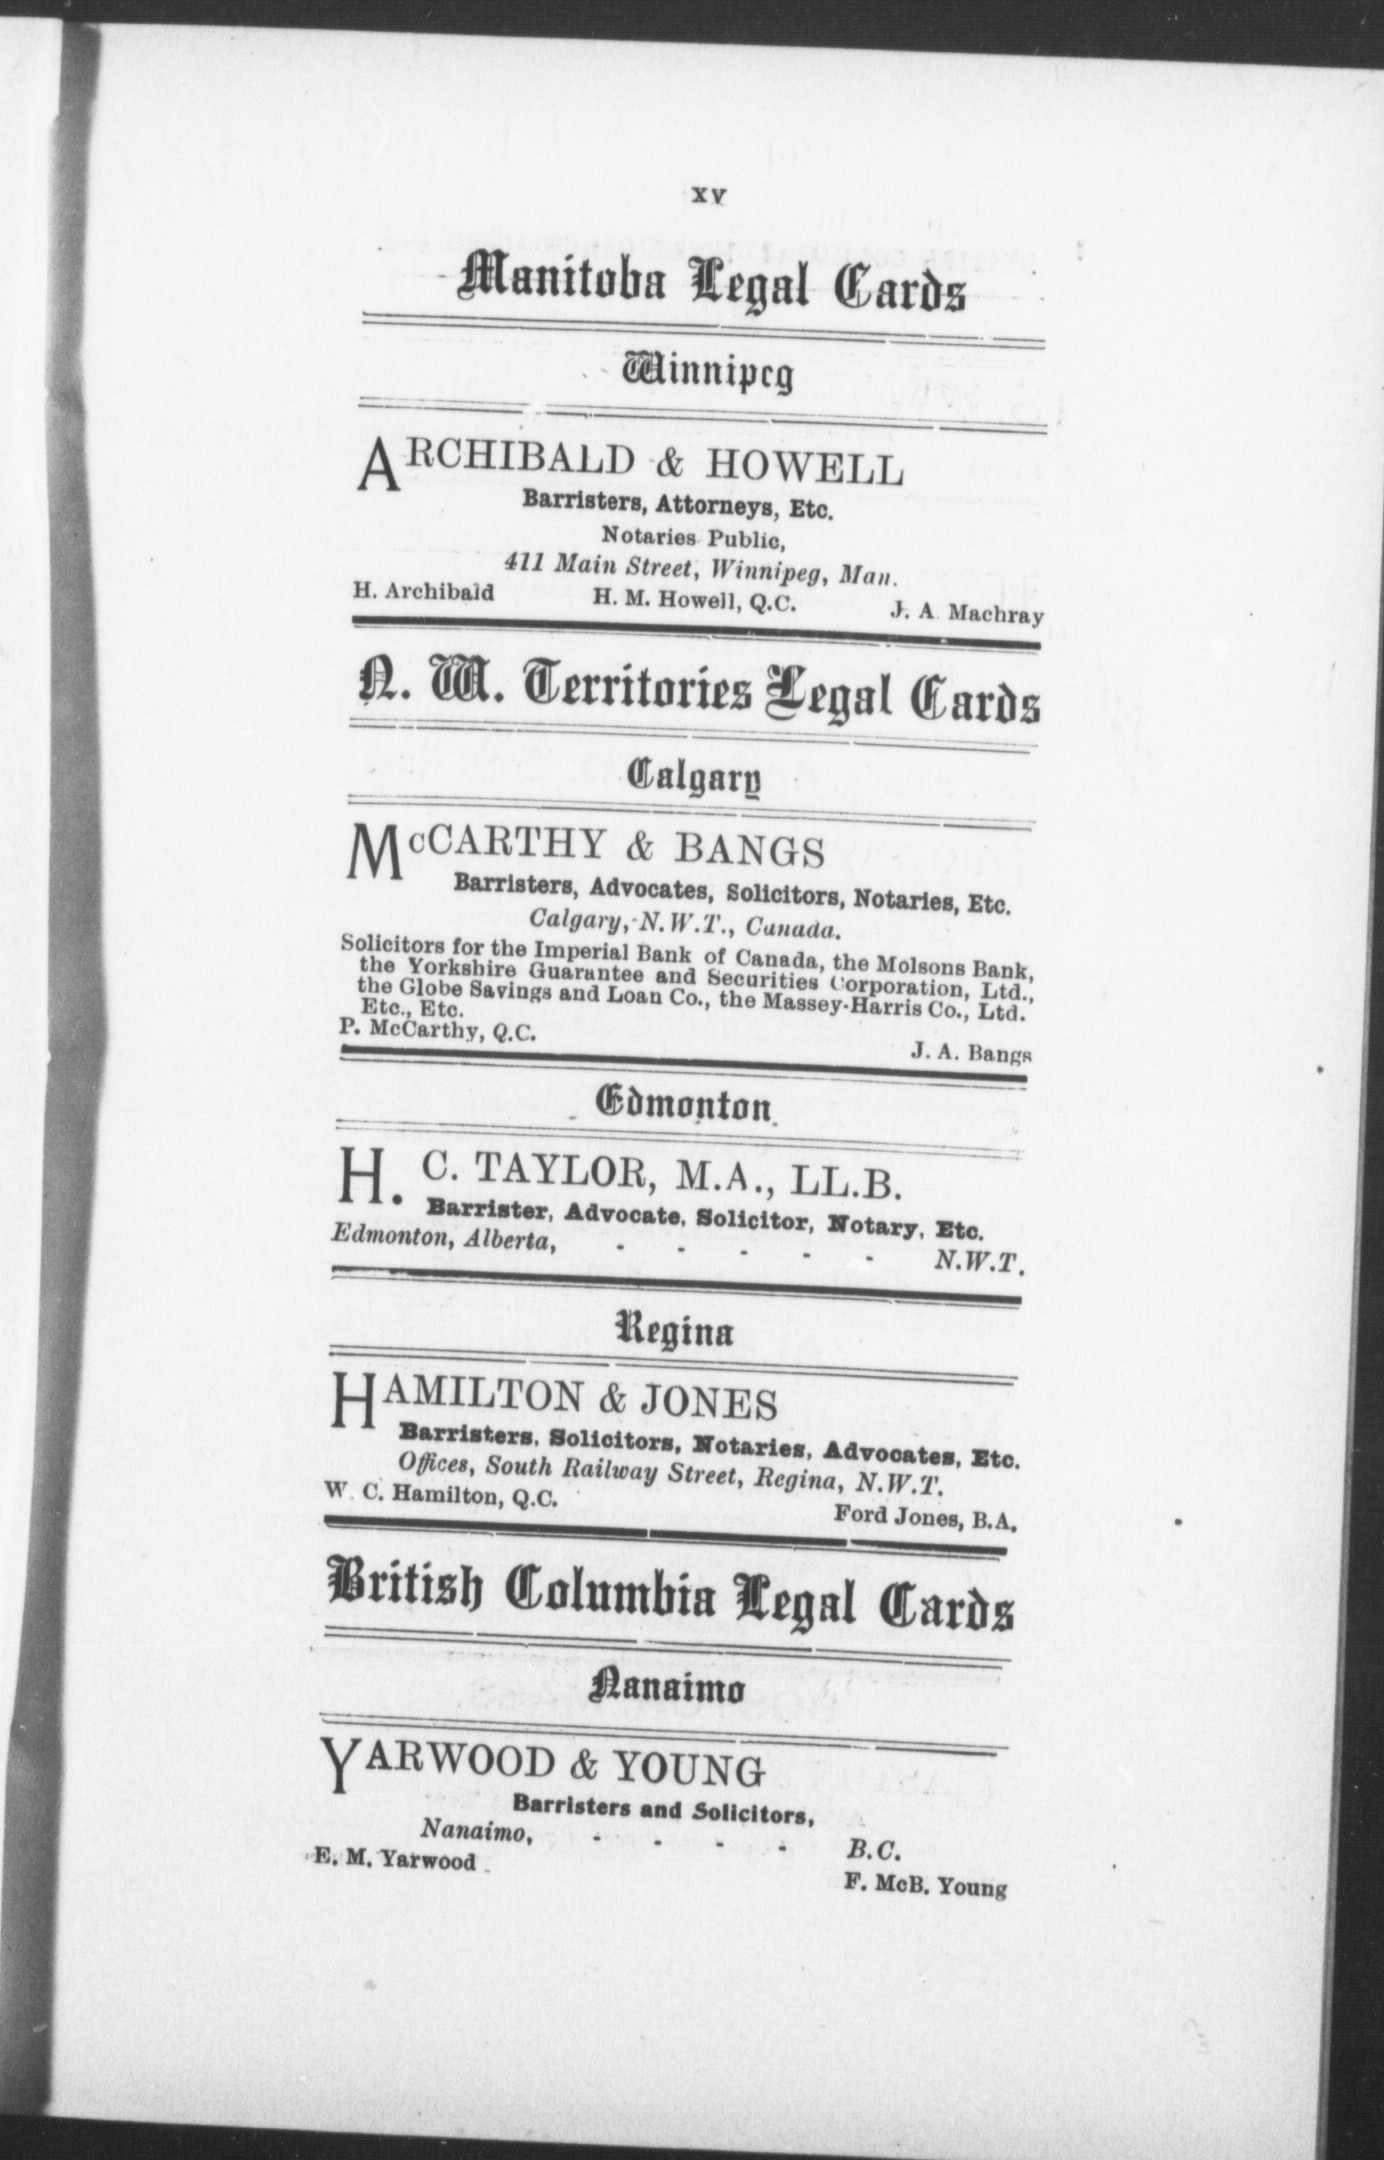 xv
Manitoba Legal Cards
Winnipeg
ARCHIBALD & HOWELL
Barristers, Attorneys, Etc.
Notaries Public,
411 Main Street, Winnipeg, Man.
H. Archibald H. M. Howell, Q.C. J. A. Machray
N. W. Territories Legal Cards
Calgary
McCARTHY & BANGS
Barristers, Advocates, Solicitors, Notaries, Etc.
Calgary, N.W.T., Canada.
Solicitors for the Imperial Bank of Canada, the Molsons Bank,
the Yorkshire Guarantee and Securities Corporation, Ltd.,
the Globe Savings and Loan Co., the Massey-Harris Co., Ltd.
Etc., Etc.
P. McCarthy, Q.C. J. A. Bangs
Edmonton
H. C. TAYLOR, M.A., LL.B.
Barrister, Advocate, Solicitor, Notary, Etc.
Edmonton, Alberta, - - - - - N.W.T.
Regina
HAMILTON & JONES
Barristers, Solicitors, Notaries, Advocates, Etc.
Offices, South Railway Street, Regina, N.W.T.
W. C. Hamilton, Q.C. Ford Jones, B.A.
British Columbia Legal Cards
Nanaimo
YARWOOD & YOUNG
Barristers and Solicitors,
Nanaimo, - - - - B.C.
E. M. Yarwood F. McB. Young